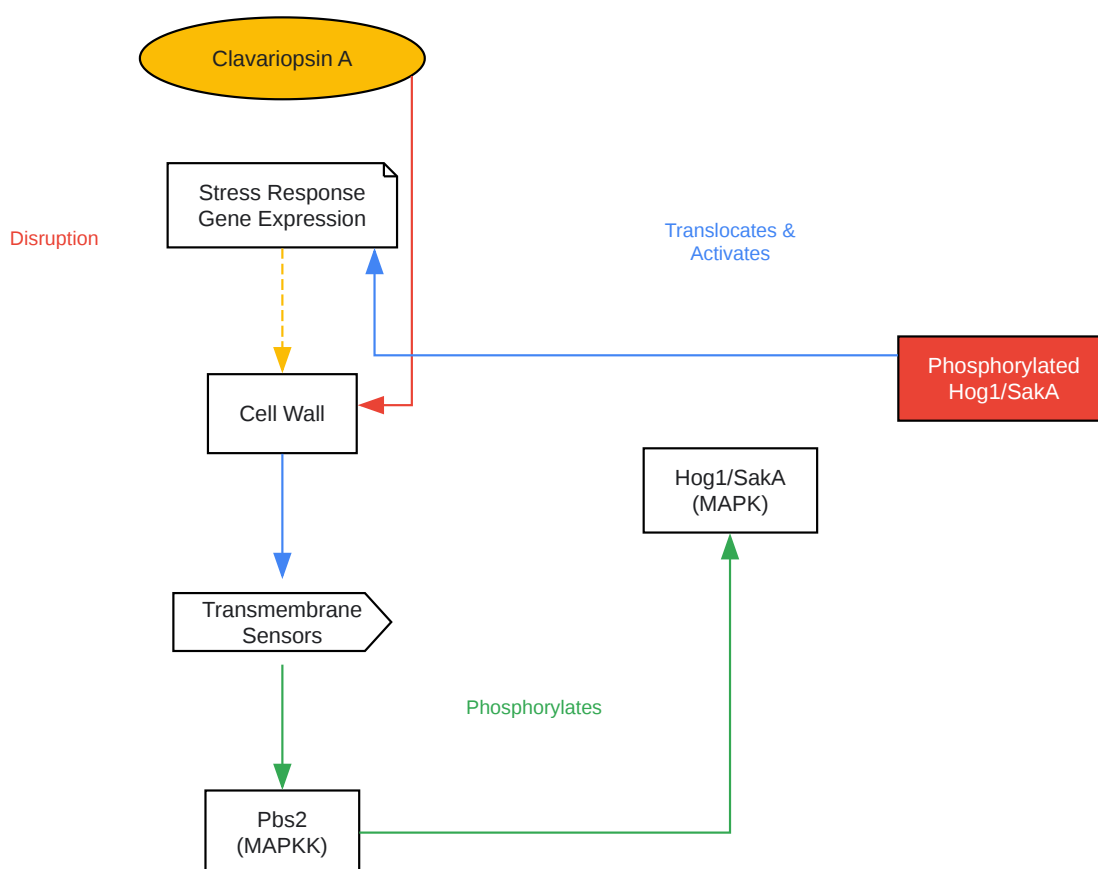 Clavariopsin A
Stress Response
Gene Expression
Disruption
Translocates &
Activates
Phosphorylated
Hog1/SakA
Cell Wall
Hog1/SakA
(MAPK)
Transmembrane
Sensors
Phosphorylates
Pbs2
(MAPKK)